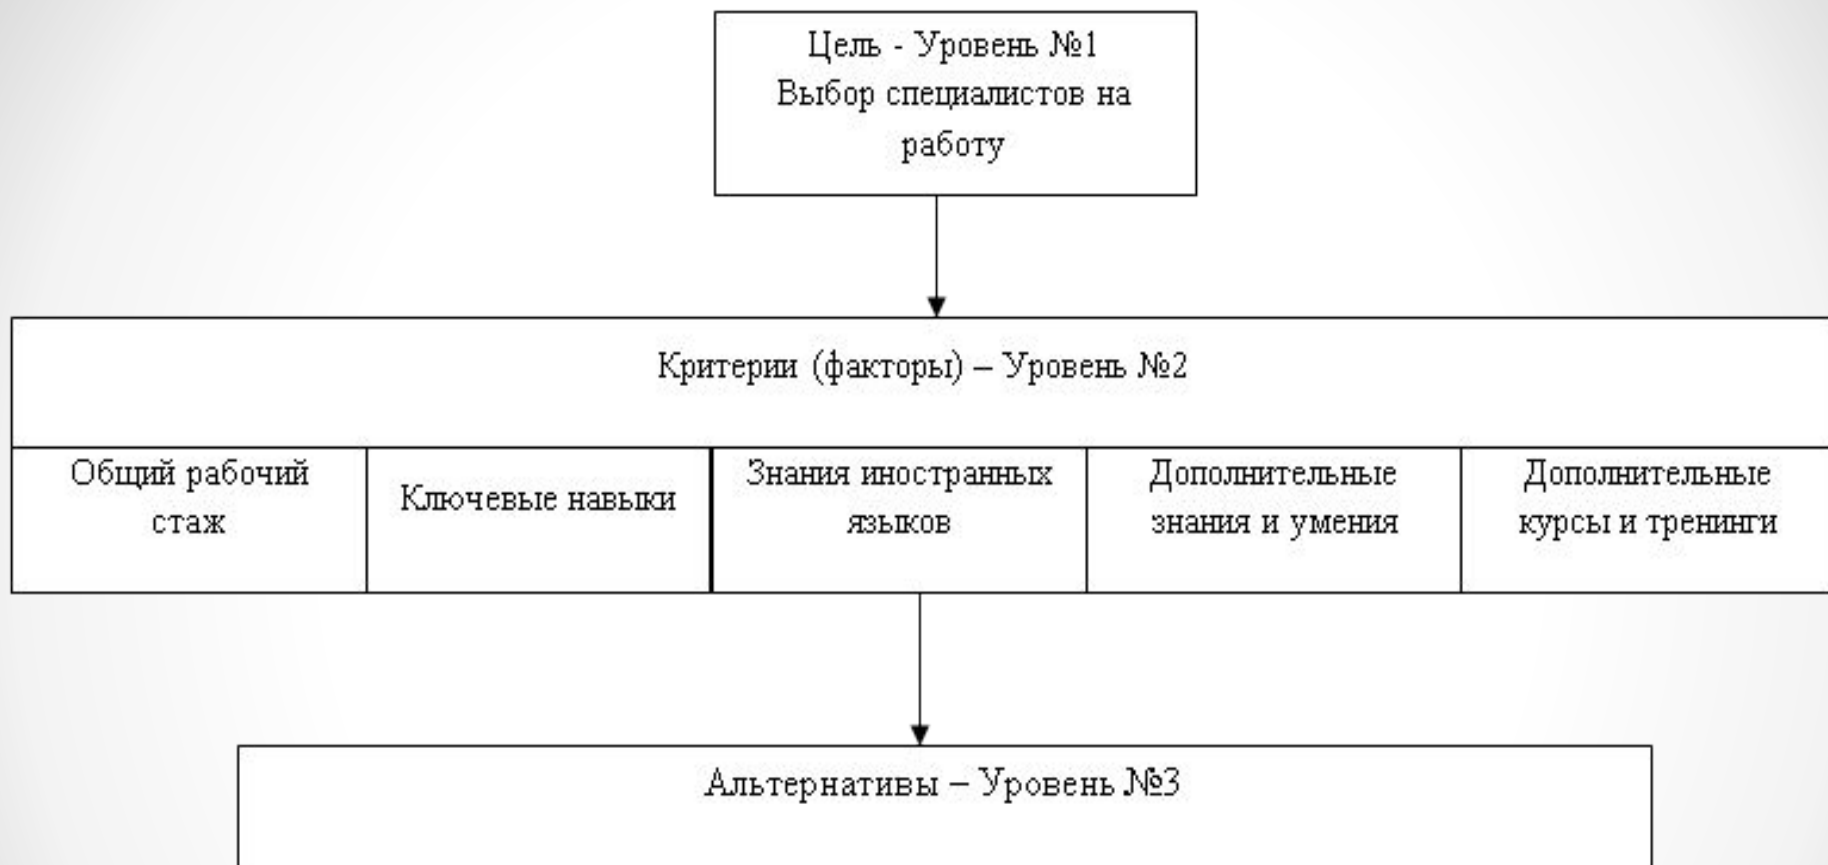 Цель - Уровень №1
Выбор специалистов на
работу
Критерии (факторы) – Уровень №2
Общий рабочий
стаж
Ключевые навыки
Знания иностранных
языков
Дополнительные
знания и умения
Дополнительные
курсы и тренинги
Альтернативы – Уровень №3